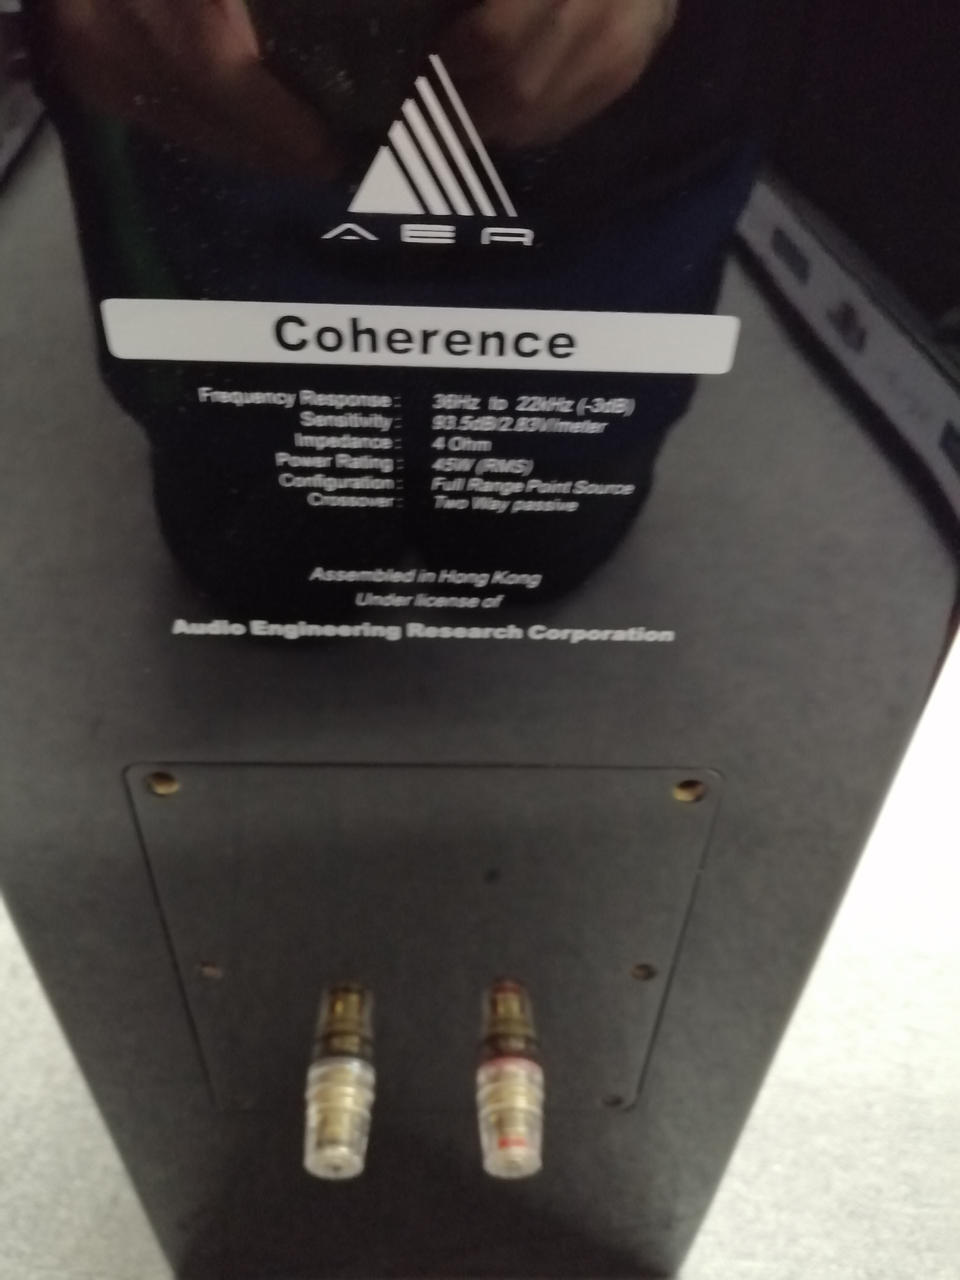 AER
Coherence
Frequency Response : 36Hz to 22kHz (-3dB)
Sensitivity : 93.5dB/2.83V/meter
Impedance : 4 Ohm
Power Rating : 45W (RMS)
Configuration : Full Range Point Source
Crossover : Two Way passive
Assembled in Hong Kong
Under license of
Audio Engineering Research Corporation